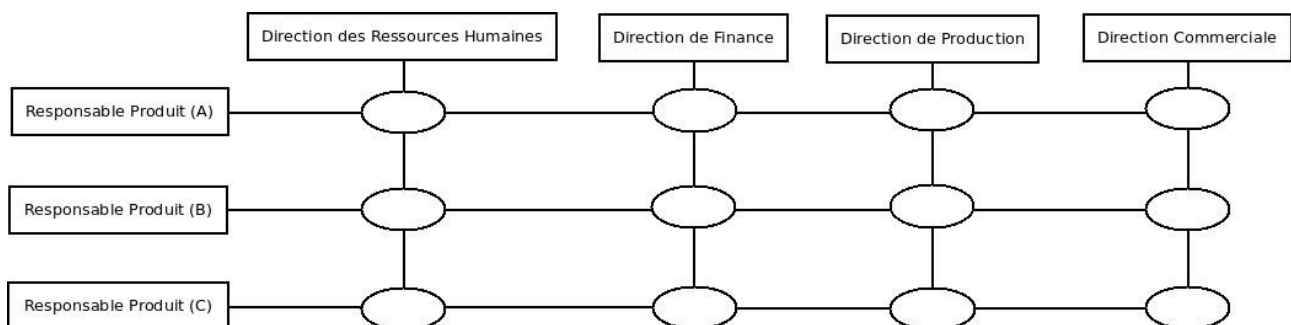 Direction des Ressources Humaines
Direction de Finance
Direction de Production
Direction Commerciale
Responsable Produit (A)
Responsable Produit (B)
Responsable Produit (C)